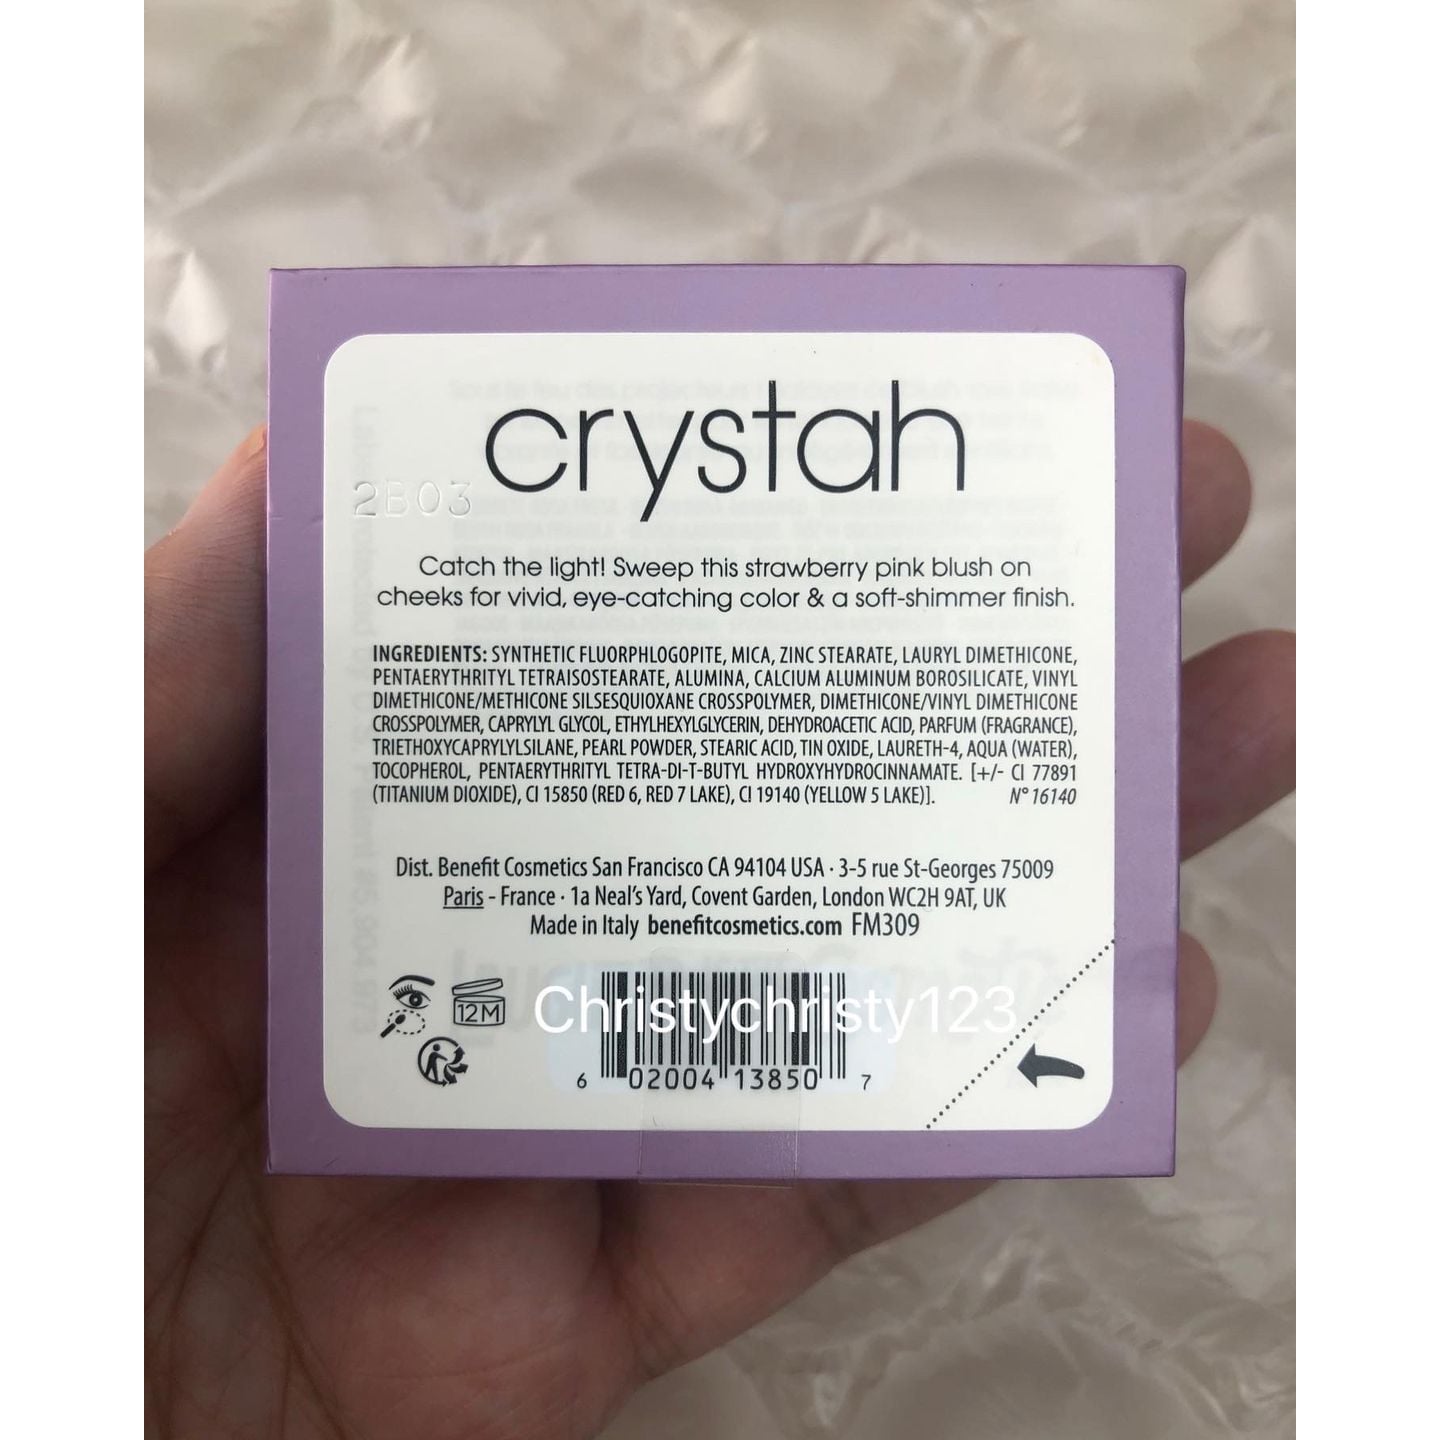 crystah
2B03
Catch the light! Sweep this strawberry pink blush on
cheeks for vivid, eye-catching color & a soft-shimmer finish.
INGREDIENTS: SYNTHETIC FLUORPHLOGOPITE, MICA, ZINC STEARATE, LAURYL DIMETHICONE,
PENTAERYTHRITYL TETRAISOSTEARATE, ALUMINA, CALCIUM ALUMINUM BOROSILICATE, VINYL
DIMETHICONE/METHICONE SILSESQUIOXANE CROSSPOLYMER, DIMETHICONE/VINYL DIMETHICONE
CROSSPOLYMER, CAPRYLYL GLYCOL, ETHYLHEXYLGLYCERIN, DEHYDROACETIC ACID, PARFUM (FRAGRANCE),
TRIETHOXYCAPRYLYLSILANE, PEARL POWDER, STEARIC ACID, TIN OXIDE, LAURETH-4, AQUA (WATER),
TOCOPHEROL, PENTAERYTHRITYL TETRA-DI-T-BUTYL HYDROXYHYDROCINNAMATE. [+/- CI 77891
(TITANIUM DIOXIDE), CI 15850 (RED 6, RED 7 LAKE), CI 19140 (YELLOW 5 LAKE)]. N° 16140
Dist. Benefit Cosmetics San Francisco CA 94104 USA · 3-5 rue St-Georges 75009
Paris - France · 1a Neal's Yard, Covent Garden, London WC2H 9AT, UK
Made in Italy benefitcosmetics.com FM309
12M
Christychristy123
6 02004 13850 7